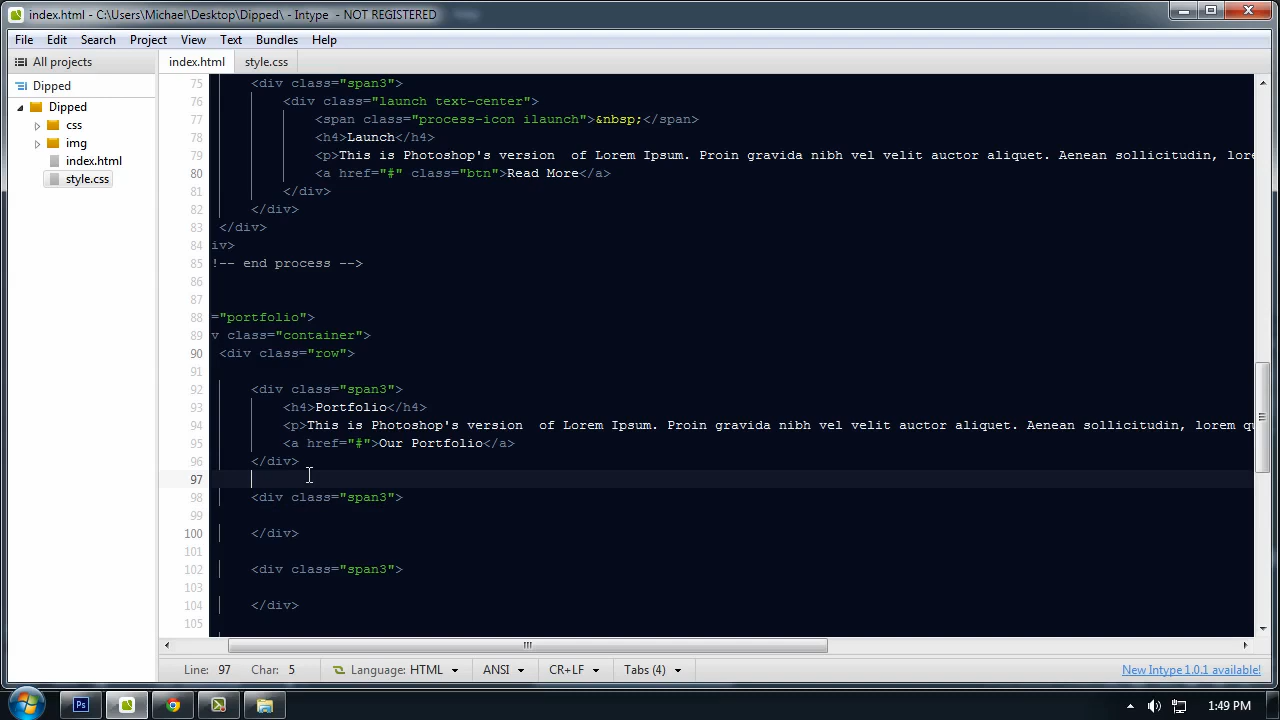 index.html - C:\Users\Michael\Desktop\Dipped\ - Intype - NOT REGISTERED
File Edit Search Project View Text Bundles Help
All projects
index.html style.css
Dipped
Dipped
css
img
index.html
style.css
75 <div class="span3">
76 <div class="launch text-center">
77 <span class="process-icon ilaunch">&nbsp;</span>
78 <h4>Launch</h4>
79 <p>THis is Photoshop's version  of Lorem Ipsum. Proin gravida nibh vel velit auctor aliquet. Aenean sollicitudin, lore
80 <a href="#" class="btn">Read More</a>
81 </div>
82 </div>
83 </div>
84 iv>
85 !-- end process -->
86
87
88 ="portfolio">
89 v class="container">
90 <div class="row">
91
92 <div class="span3">
93 <h4>Portfolio</h4>
94 <p>This is Photoshop's version  of Lorem Ipsum. Proin gravida nibh vel velit auctor aliquet. Aenean sollicitudin, lorem q
95 <a href="#">Our Portfolio</a>
96 </div>
97
98 <div class="span3">
99
100 </div>
101
102 <div class="span3">
103
104 </div>
105
Line: 97 Char: 5 Language: HTML ANSI CR+LF Tabs (4) New Intype 1.0.1 available!
Ps 1:49 PM